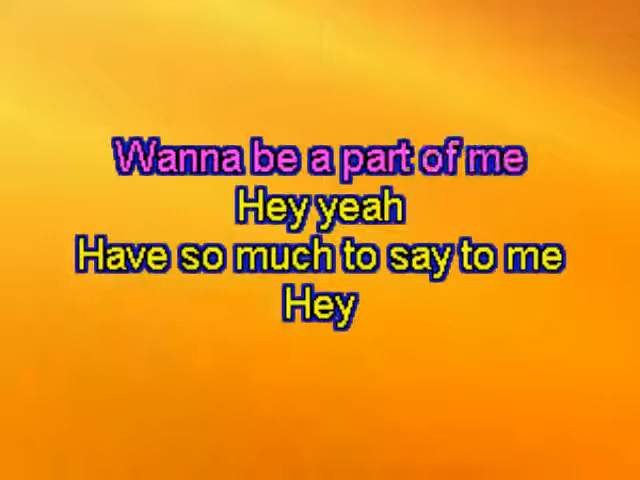 Wanna be a part of me
Hey yeah
Have so much to say to me
Hey